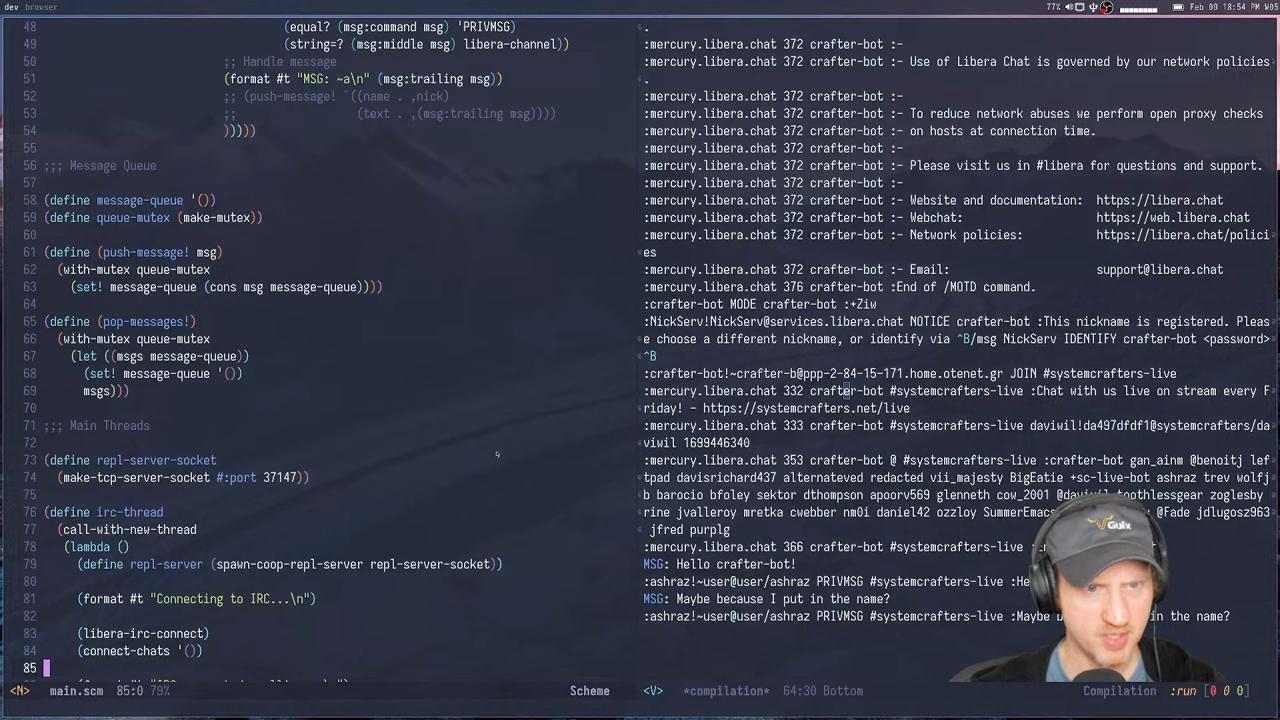 dev browser
77% Feb 09 18:54 W05
48 (equal? (msg:command msg) 'PRIVMSG)
49 (string=? (msg:middle msg) libera-channel))
50 ;; Handle message
51 (format #t "MSG: ~a\n" (msg:trailing msg))
52 ;; (push-message! `((name . ,nick)
53 ;; (text . ,(msg:trailing msg))))
54 )))))
55
56 ;;; Message Queue
57
58 (define message-queue '())
59 (define queue-mutex (make-mutex))
60
61 (define (push-message! msg)
62 (with-mutex queue-mutex
63 (set! message-queue (cons msg message-queue))))
64
65 (define (pop-messages!)
66 (with-mutex queue-mutex
67 (let ((msgs message-queue))
68 (set! message-queue '())
69 msgs)))
70
71 ;;; Main Threads
72
73 (define repl-server-socket
74 (make-tcp-server-socket #:port 37147))
75
76 (define irc-thread
77 (call-with-new-thread
78 (lambda ()
79 (define repl-server (spawn-coop-repl-server repl-server-socket))
80
81 (format #t "Connecting to IRC...\n")
82
83 (libera-irc-connect)
84 (connect-chats '())
85
<N> main.scm 85:0 79% Scheme
.
:mercury.libera.chat 372 crafter-bot :-
:mercury.libera.chat 372 crafter-bot :- Use of Libera Chat is governed by our network policies
.
:mercury.libera.chat 372 crafter-bot :-
:mercury.libera.chat 372 crafter-bot :- To reduce network abuses we perform open proxy checks
:mercury.libera.chat 372 crafter-bot :- on hosts at connection time.
:mercury.libera.chat 372 crafter-bot :-
:mercury.libera.chat 372 crafter-bot :- Please visit us in #libera for questions and support.
:mercury.libera.chat 372 crafter-bot :-
:mercury.libera.chat 372 crafter-bot :- Website and documentation: https://libera.chat
:mercury.libera.chat 372 crafter-bot :- Webchat: https://web.libera.chat
:mercury.libera.chat 372 crafter-bot :- Network policies: https://libera.chat/polici
es
:mercury.libera.chat 372 crafter-bot :- Email: support@libera.chat
:mercury.libera.chat 376 crafter-bot :End of /MOTD command.
:crafter-bot MODE crafter-bot :+Ziw
:NickServ!NickServ@services.libera.chat NOTICE crafter-bot :This nickname is registered. Pleas
e choose a different nickname, or identify via ^B/msg NickServ IDENTIFY crafter-bot <password>
^B
:crafter-bot!~crafter-b@ppp-2-84-15-171.home.otenet.gr JOIN #systemcrafters-live
:mercury.libera.chat 332 crafter-bot #systemcrafters-live :Chat with us live on stream every F
riday! – https://systemcrafters.net/live
:mercury.libera.chat 333 crafter-bot #systemcrafters-live daviwil!da497dfdf1@systemcrafters/da
viwil 1699446340
:mercury.libera.chat 353 crafter-bot @ #systemcrafters-live :crafter-bot gan_ainm @benoitj lef
tpad davisrichard437 alternateved redacted vii_majesty BigEatie +sc-live-bot ashraz trev wolfj
b barocio bfoley sektor dthompson apoorv569 glenneth cow_2001 @daviwil toothlessgear zoglesby
rine jvalleroy mretka cwebber nm0i daniel42 ozzloy SummerEmacs @Fade jdlugosz963
jfred purplg
:mercury.libera.chat 366 crafter-bot #systemcrafters-live
MSG: Hello crafter-bot!
:ashraz!~user@user/ashraz PRIVMSG #systemcrafters-live
MSG: Maybe because I put in the name?
:ashraz!~user@user/ashraz PRIVMSG #systemcrafters-live :Maybe in the name?
<V> *compilation* 64:30 Bottom Compilation :run [0 0 0]
Guix